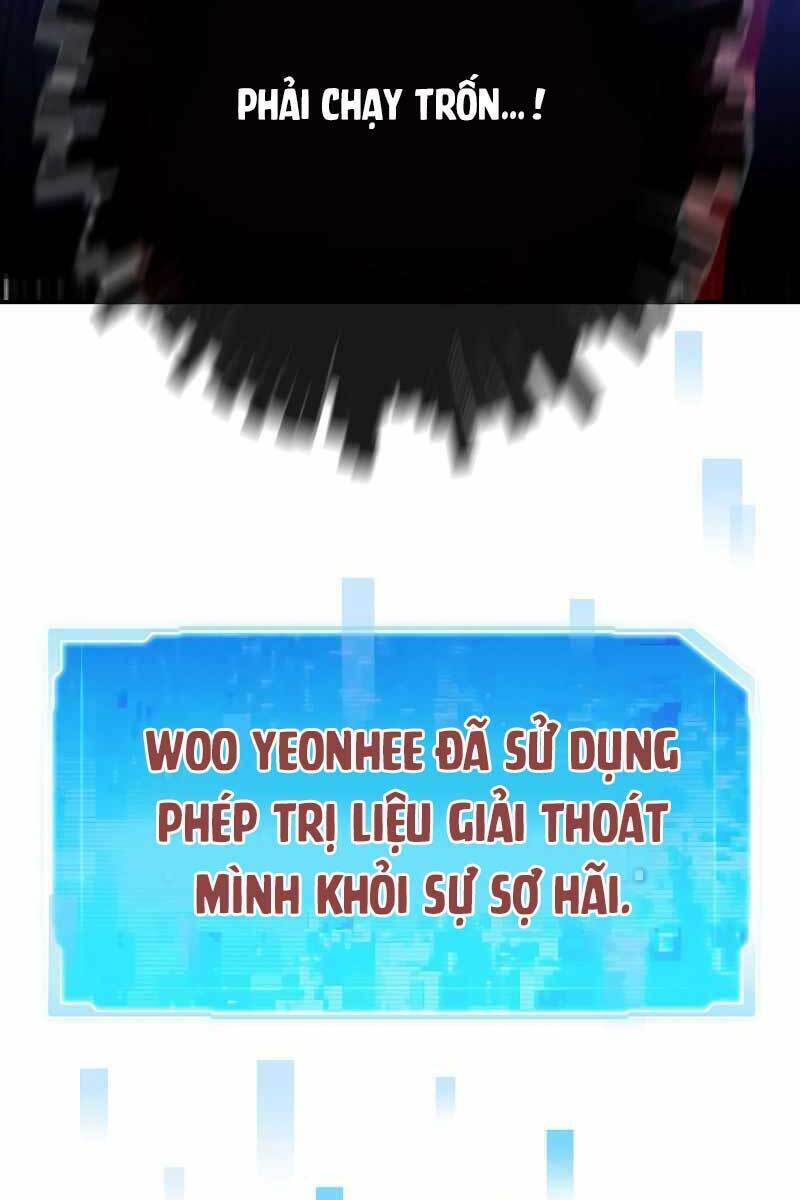 PHẢI CHẠY TRỐN...!
WOO YEONHEE ĐÃ SỬ DỤNG
PHÉP TRỊ LIỆU GIẢI THOÁT
MÌNH KHỎI SỰ SỢ HÃI.